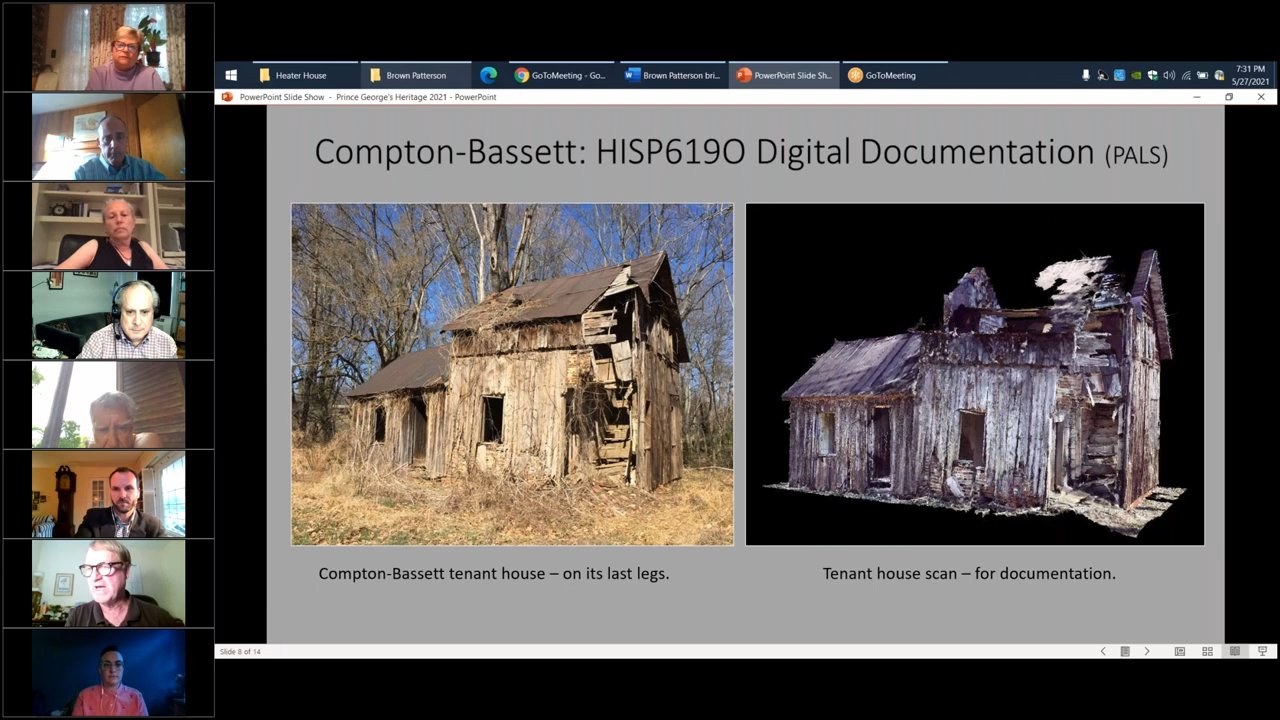 Heater House
Brown Patterson
GoToMeeting - Go...
Brown Patterson bri...
PowerPoint Slide Sh...
GoToMeeting
7:31 PM
5/27/2021
PowerPoint Slide Show - Prince George's Heritage 2021 - PowerPoint
Compton-Bassett: HISP619O Digital Documentation (PALS)
Compton-Bassett tenant house – on its last legs.
Tenant house scan – for documentation.
Slide 8 of 14